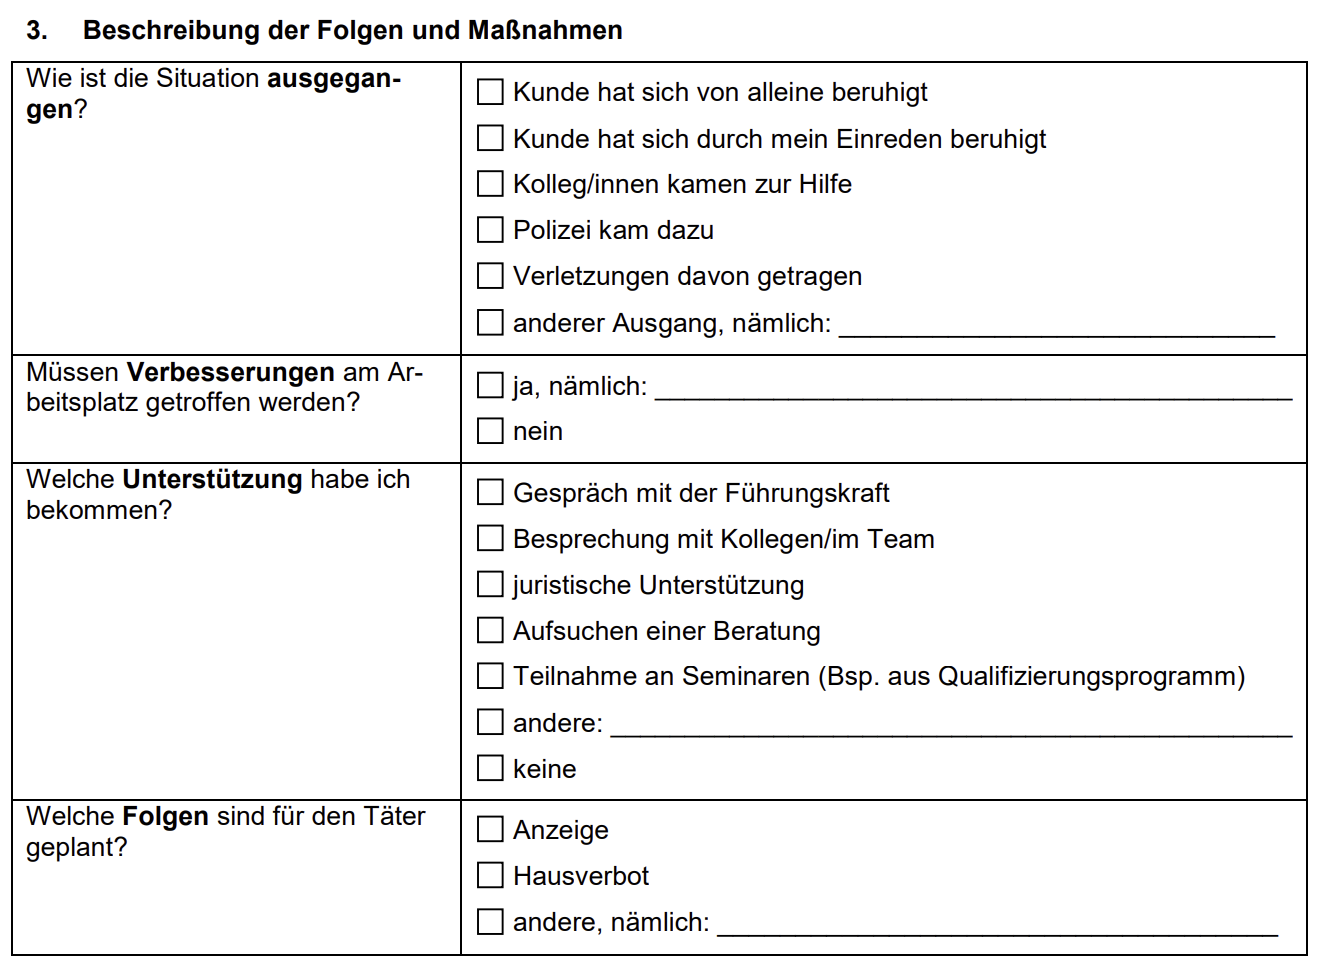 3. Beschreibung der Folgen und Maßnahmen
Wie ist die Situation ausgegan-
gen?
Kunde hat sich von alleine beruhigt
Kunde hat sich durch mein Einreden beruhigt
Kolleg/innen kamen zur Hilfe
Polizei kam dazu
Verletzungen davon getragen
anderer Ausgang, nämlich:
Müssen Verbesserungen am Ar-
beitsplatz getroffen werden?
ja, nämlich:
nein
Welche Unterstützung habe ich
bekommen?
Gespräch mit der Führungskraft
Besprechung mit Kollegen/im Team
juristische Unterstützung
Aufsuchen einer Beratung
Teilnahme an Seminaren (Bsp. aus Qualifizierungsprogramm)
andere:
keine
Welche Folgen sind für den Täter
geplant?
Anzeige
Hausverbot
andere, nämlich: